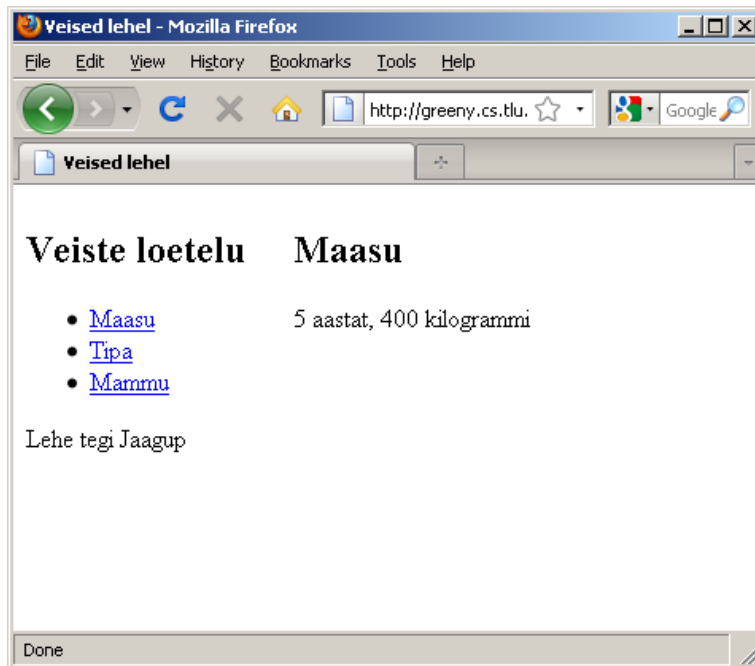 Veised lehel - Mozilla Firefox
File Edit View History Bookmarks Tools Help
http://greeny.cs.tlu. Google
Veised lehel
Veiste loetelu
Maasu
Tipa
Mammu
Lehe tegi Jaagup
Maasu
5 aastat, 400 kilogrammi
Done